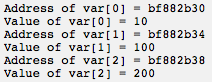 Address of var[0] = bf882b30
Value of var[0] = 10
Address of var[1] = bf882b34
Value of var[1] = 100
Address of var[2] = bf882b38
Value of var[2] = 200